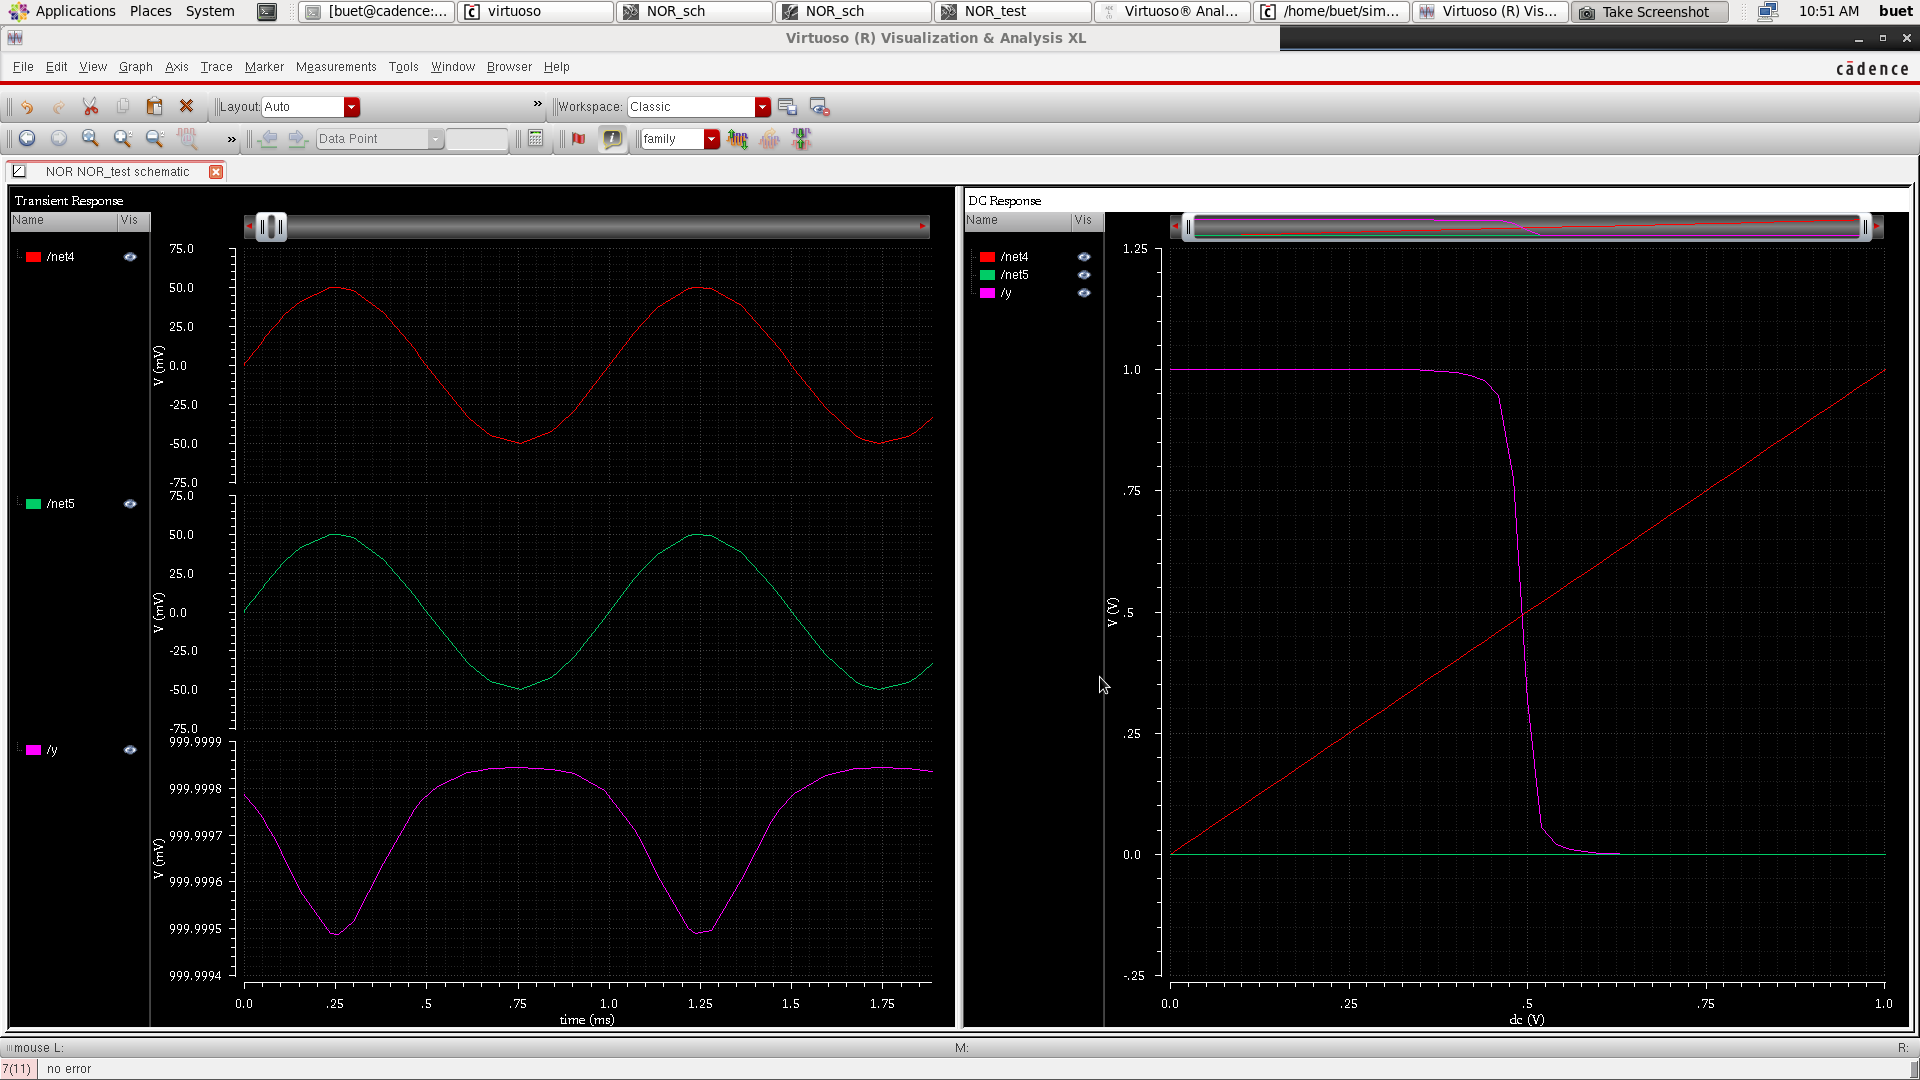 Applications Places System [buet@cadence:... virtuoso NOR_sch NOR_sch NOR_test Virtuoso® Anal... /home/buet/sim... Virtuoso (R) Vis... Take Screenshot 10:51 AM buet
Virtuoso (R) Visualization & Analysis XL
File Edit View Graph Axis Trace Marker Measurements Tools Window Browser Help cādence
Layout: Auto » Workspace: Classic
» Data Point family
NOR NOR_test schematic
Transient Response
Name Vis
/net4
/net5
/y
75.0
50.0
25.0
0.0
-25.0
-50.0
-75.0
V (mV)
75.0
50.0
25.0
0.0
-25.0
-50.0
-75.0
V (mV)
999.9999
999.9998
999.9997
999.9996
999.9995
999.9994
V (mV)
0.0 .25 .5 .75 1.0 1.25 1.5 1.75
time (ms)
DC Response
Name Vis
/net4
/net5
/y
1.25
1.0
.75
.5
.25
0.0
-.25
V (V)
0.0 .25 .5 .75 1.0
dc (V)
mouse L: M: R:
7(11) no error